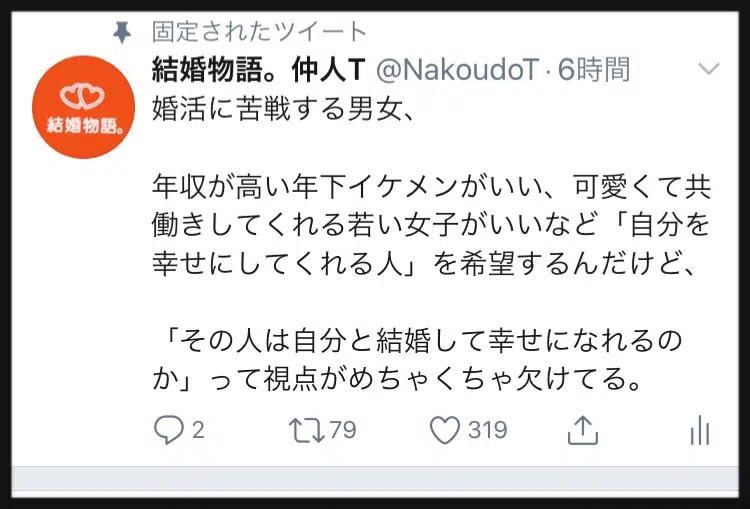 固定されたツイート
結婚物語。仲人T @NakoudoT · 6時間
結婚物語。
婚活に苦戦する男女、
年収が高い年下イケメンがいい、可愛くて共
働きしてくれる若い女子がいいなど「自分を
幸せにしてくれる人」を希望するんだけど、
「その人は自分と結婚して幸せになれるの
か」って視点がめちゃくちゃ欠けてる。
2 79 319